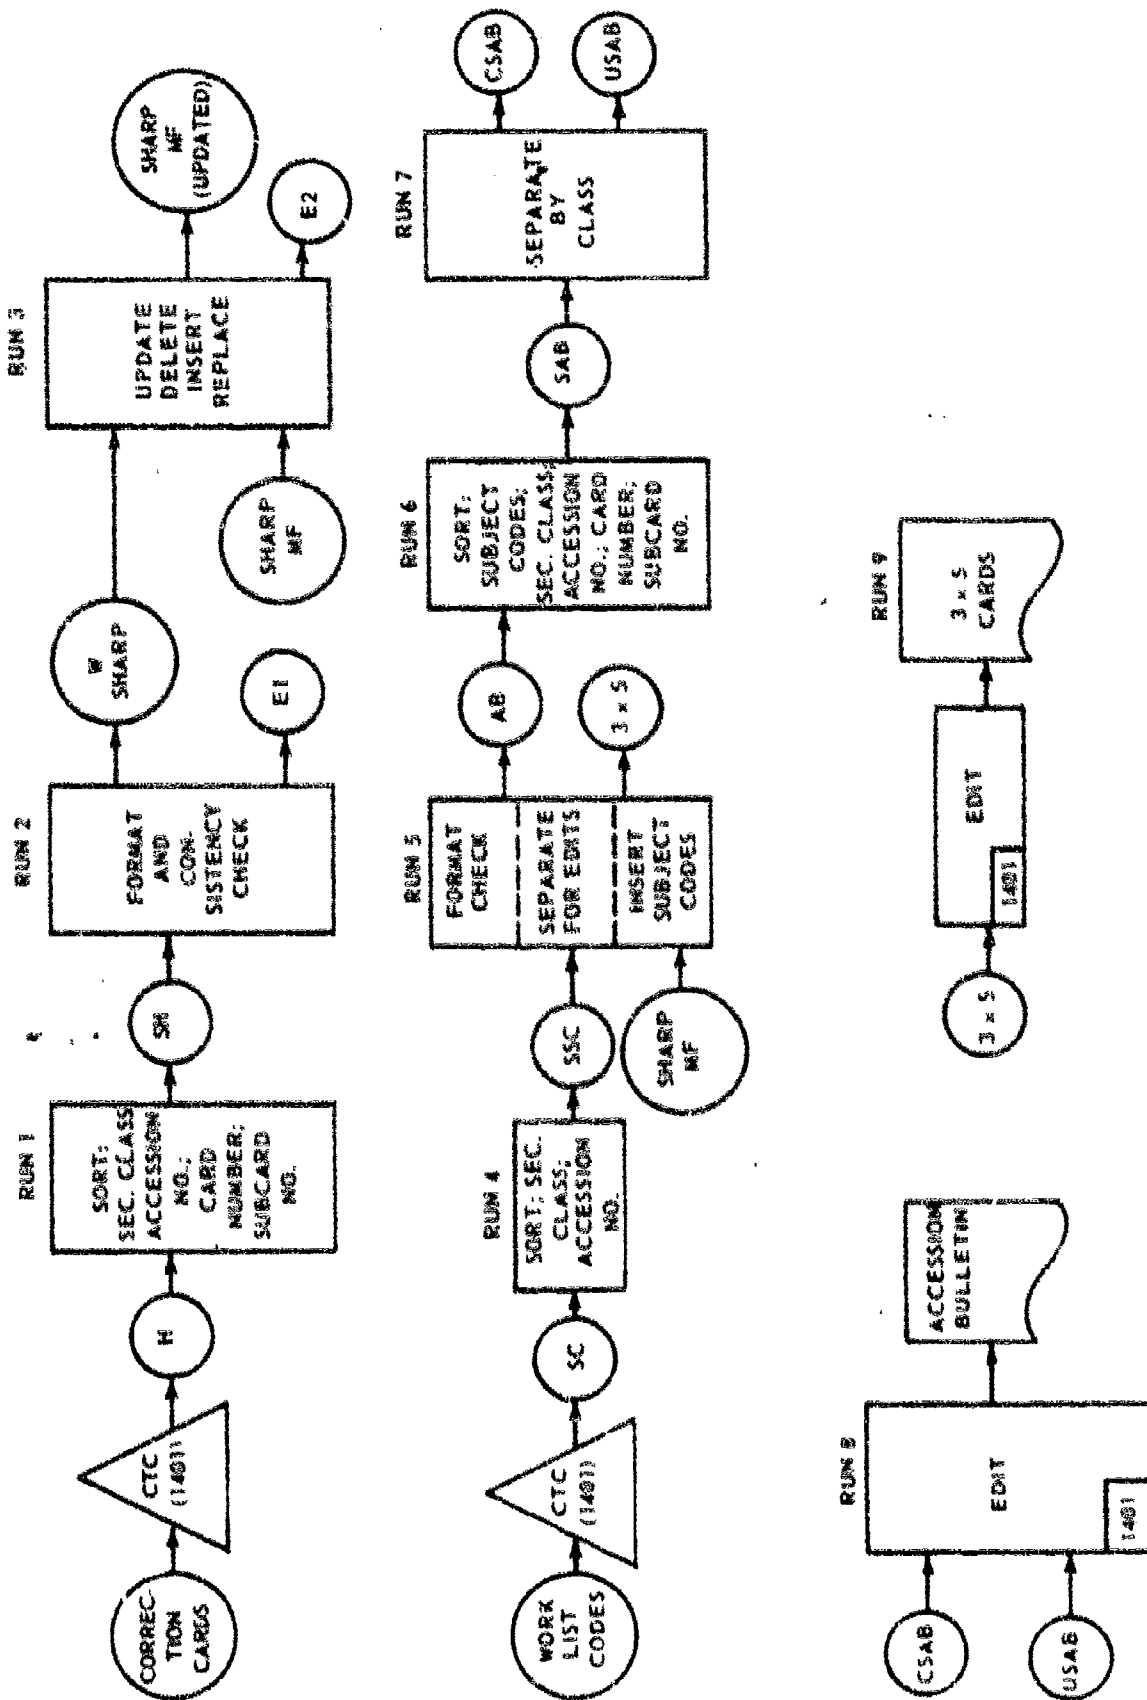 CORREC-
TION
CARDS
CTC
(1401)
H
RUN 1
SORT;
SEC. CLASS
ACCESSION
NO.;
CARD
NUMBER;
SUBCARD
NO.
SH
RUN 2
FORMAT
AND
CON-
SISTENCY
CHECK
W
SHARP
E1
SHARP
MF
RUN 3
UPDATE
DELETE
INSERT
REPLACE
SHARP
MF
(UPDATED)
E2
WORK
LIST
CODES
CTC
(1401)
SC
RUN 4
SORT; SEC.
CLASS;
ACCESSION
NO.
SSC
SHARP
MF
RUN 5
FORMAT
CHECK
SEPARATE
FOR EDITS
INSERT
SUBJECT
CODES
AB
3 x 5
RUN 6
SORT;
SUBJECT
CODES;
SEC. CLASS;
ACCESSION
NO.; CARD
NUMBER;
SUBCARD
NO.
SAB
RUN 7
SEPARATE
BY
CLASS
CSAB
USAB
CSAB
USAB
RUN 8
EDIT
1401
ACCESSION
BULLETIN
3 x 5
EDIT
1401
RUN 9
3 x 5
CARDS